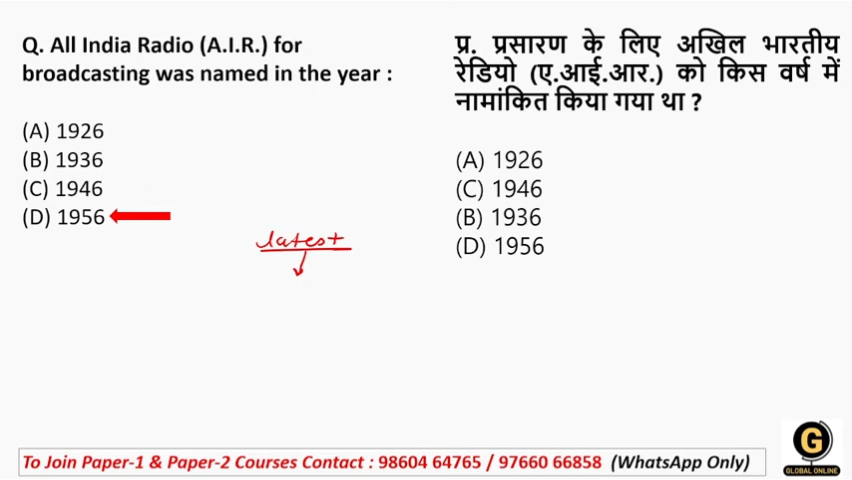 Q. All India Radio (A.I.R.) for
broadcasting was named in the year :
(A) 1926
(B) 1936
(C) 1946
(D) 1956
latest
प्र. प्रसारण के लिए अखिल भारतीय
रेडियो (ए.आई.आर.) को किस वर्ष में
नामांकित किया गया था ?
(A) 1926
(C) 1946
(B) 1936
(D) 1956
G
GLOBAL ONLINE
To Join Paper-1 & Paper-2 Courses Contact : 98604 64765 / 97660 66858 (WhatsApp Only)